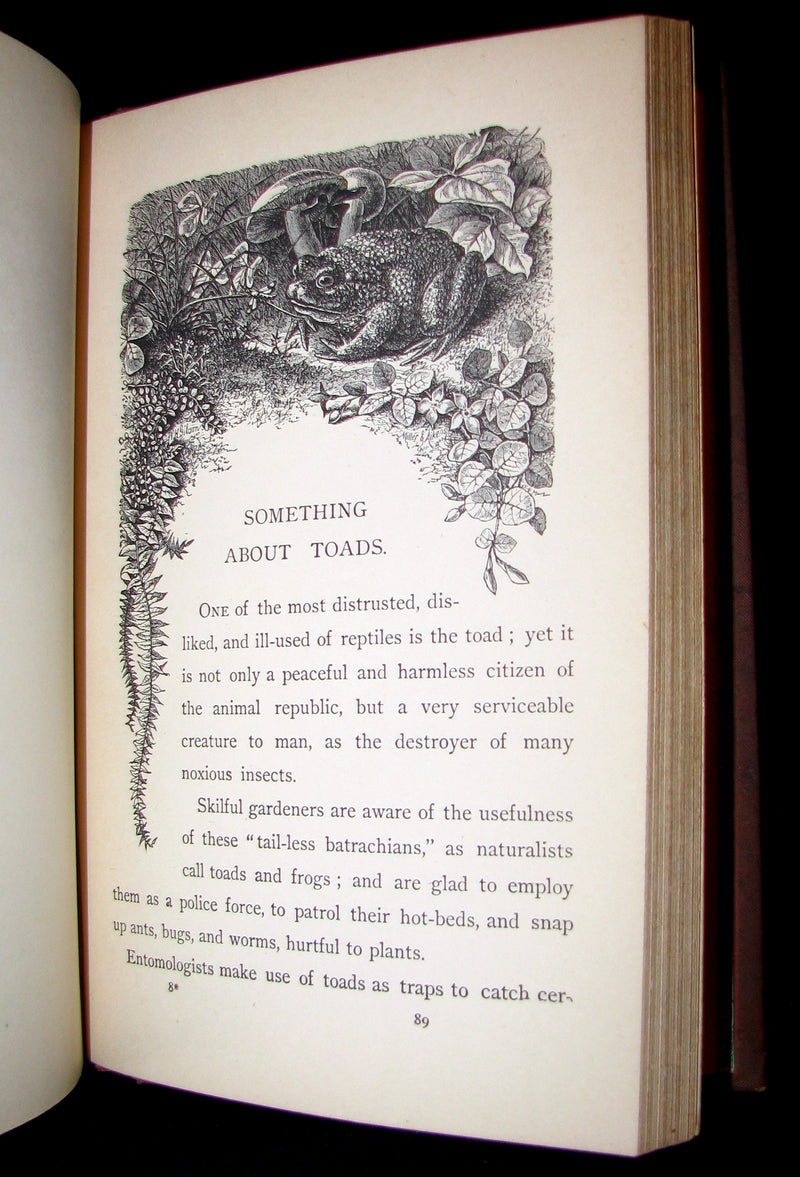 SOMETHING
ABOUT TOADS.
ONE of the most distrusted, dis-
liked, and ill-used of reptiles is the toad; yet it
is not only a peaceful and harmless citizen of
the animal republic, but a very serviceable
creature to man, as the destroyer of many
noxious insects.
Skilful gardeners are aware of the usefulness
of these "tail-less batrachians," as naturalists
call toads and frogs; and are glad to employ
them as a police force, to patrol their hot-beds, and snap
up ants, bugs, and worms, hurtful to plants.
Entomologists make use of toads as traps to catch cer-
8*
89